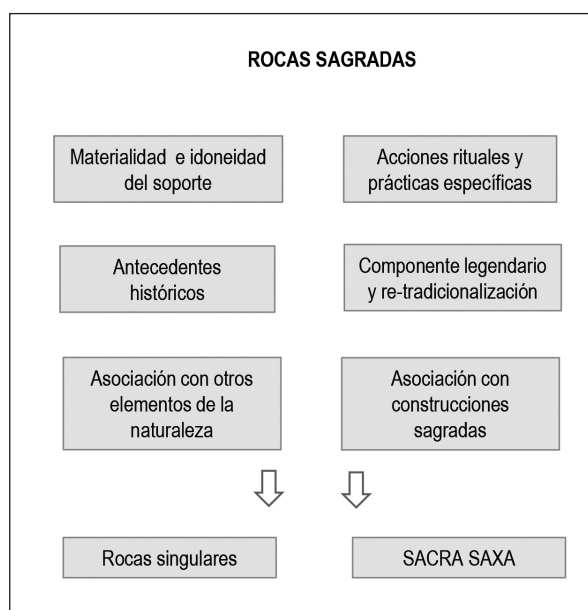 ROCAS SAGRADAS
Materialidad e idoneidad
del soporte
Acciones rituales y
prácticas específicas
Antecedentes
históricos
Componente legendario
y re-tradicionalización
Asociación con otros
elementos de la
naturaleza
Asociación con
construcciones
sagradas
Rocas singulares
SACRA SAXA